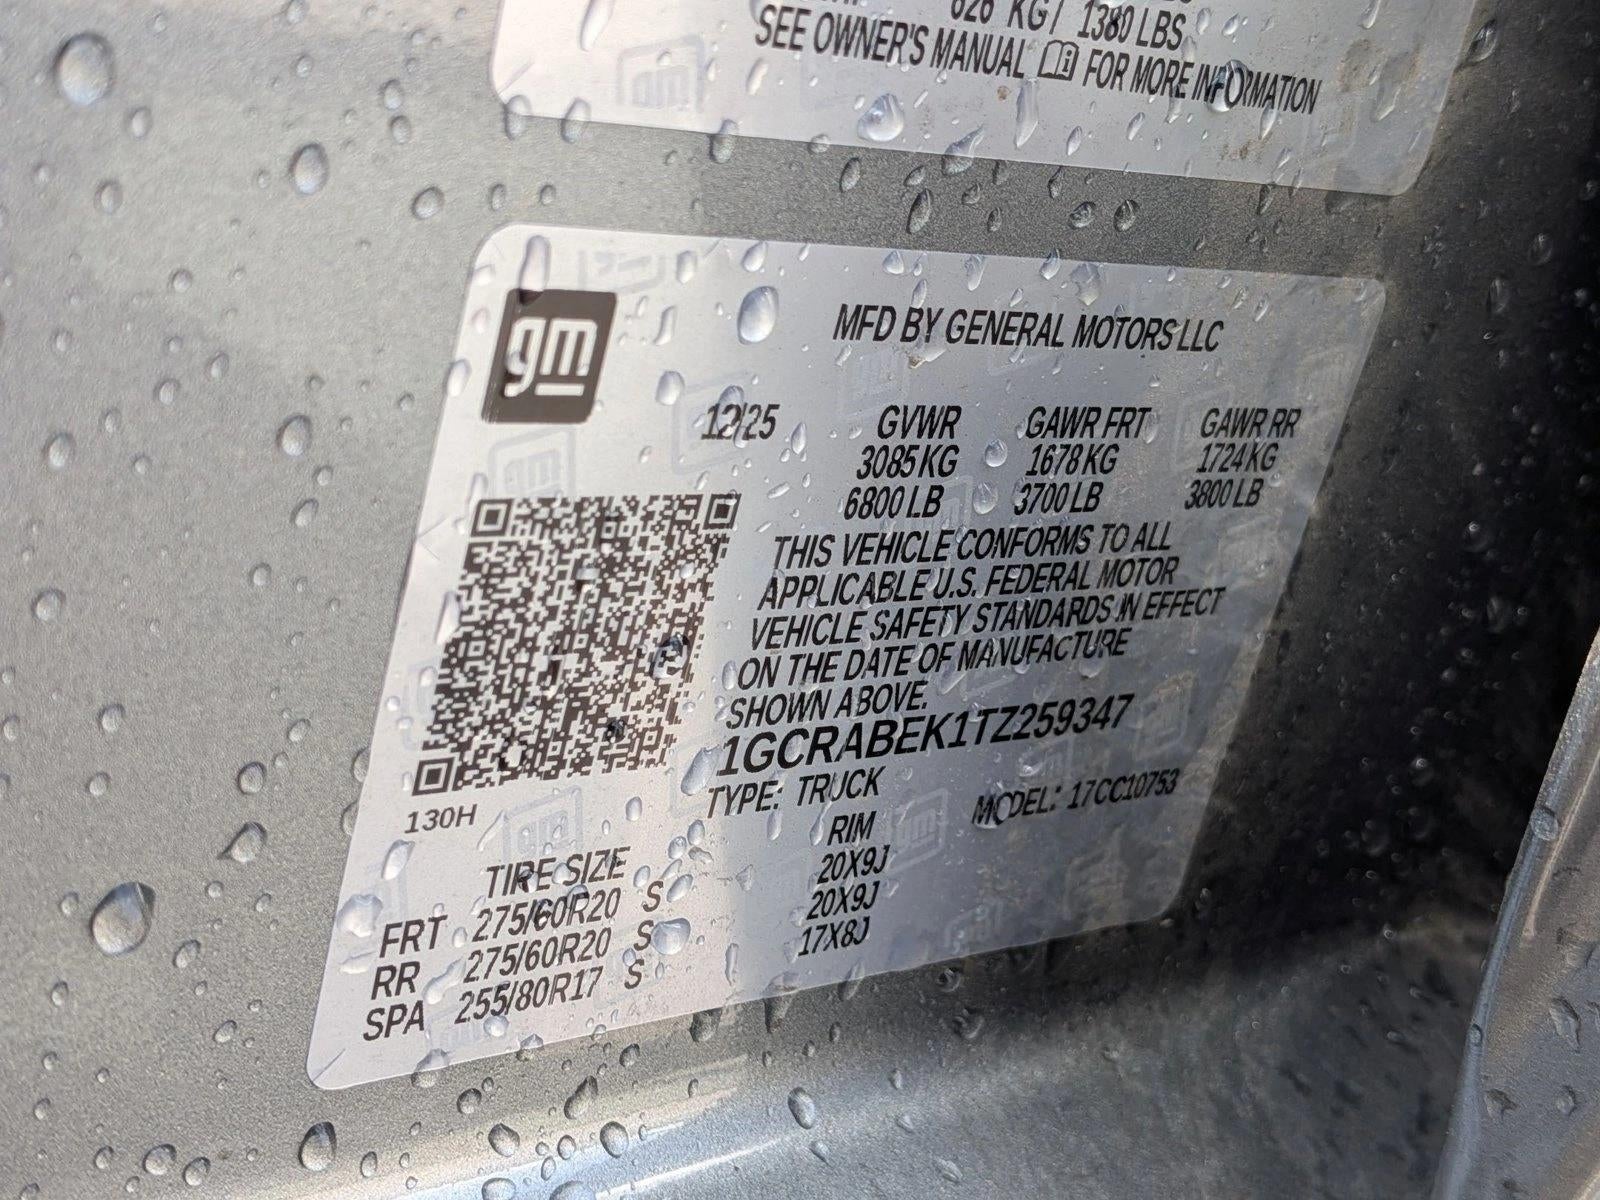 626 KG / 1380 LBS
SEE OWNER'S MANUAL FOR MORE INFORMATION
gm
MFD BY GENERAL MOTORS LLC
12/25 GVWR GAWR FRT GAWR RR
3085 KG 1678 KG 1724 KG
6800 LB 3700 LB 3800 LB
THIS VEHICLE CONFORMS TO ALL
APPLICABLE U.S. FEDERAL MOTOR
VEHICLE SAFETY STANDARDS IN EFFECT
ON THE DATE OF MANUFACTURE
SHOWN ABOVE.
1GCRABEK1TZ259347
TYPE: TRUCK MODEL: 17CC10753
130H
TIRE SIZE RIM
FRT 275/60R20 S 20X9J
RR 275/60R20 S 20X9J
SPA 255/80R17 S 17X8J